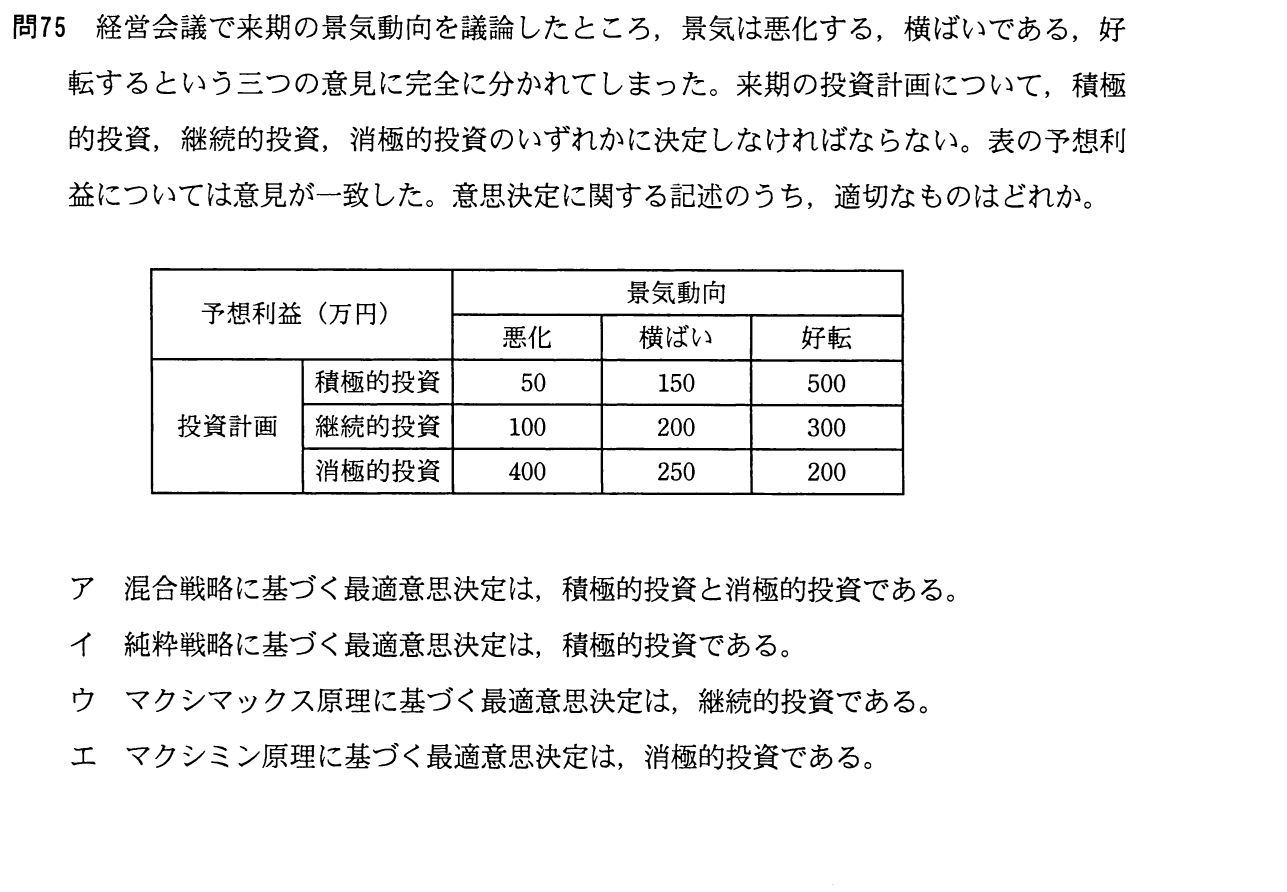 問75 経営会議で来期の景気動向を議論したところ，景気は悪化する，横ばいである，好
転するという三つの意見に完全に分かれてしまった。来期の投資計画について，積極
的投資，継続的投資，消極的投資のいずれかに決定しなければならない。表の予想利
益については意見が一致した。意思決定に関する記述のうち，適切なものはどれか。
予想利益（万円） 景気動向
悪化 横ばい 好転
投資計画 積極的投資 50 150 500
継続的投資 100 200 300
消極的投資 400 250 200
ア 混合戦略に基づく最適意思決定は，積極的投資と消極的投資である。
イ 純粋戦略に基づく最適意思決定は，積極的投資である。
ウ マクシマックス原理に基づく最適意思決定は，継続的投資である。
エ マクシミン原理に基づく最適意思決定は，消極的投資である。